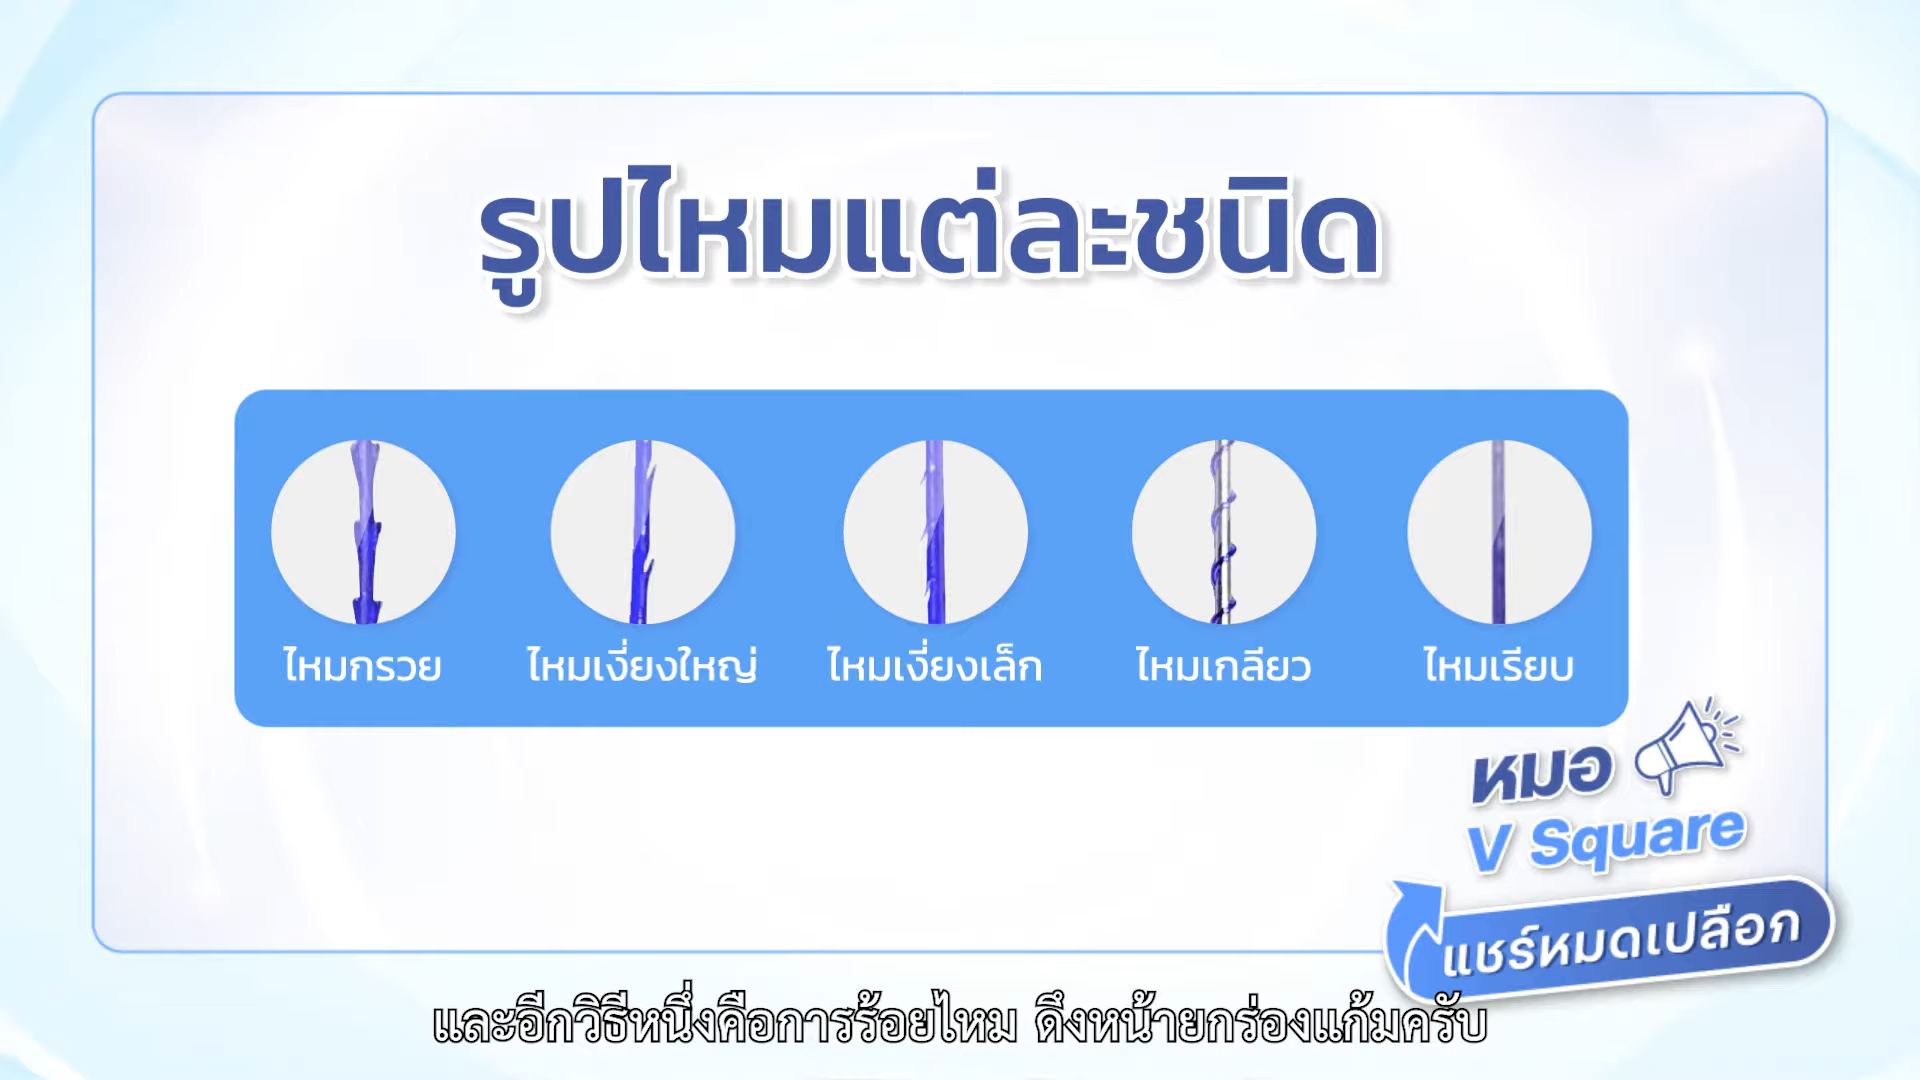 รูปไหมแต่ละชนิด
ไหมกรวย
ไหมเงี่ยงใหญ่
ไหมเงี่ยงเล็ก
ไหมเกลียว
ไหมเรียบ
หมอ
V Square
แชร์หมดเปลือก
และอีกวิธีหนึ่งคือการร้อยไหม ดึงหน้ายกร่องแก้มครับ